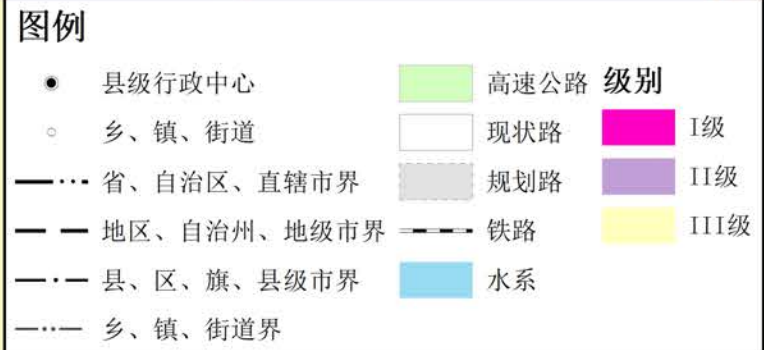 图例
县级行政中心
乡、镇、街道
省、自治区、直辖市界
地区、自治州、地级市界
县、区、旗、县级市界
乡、镇、街道界
高速公路
现状路
规划路
铁路
水系
级别
I级
II级
III级